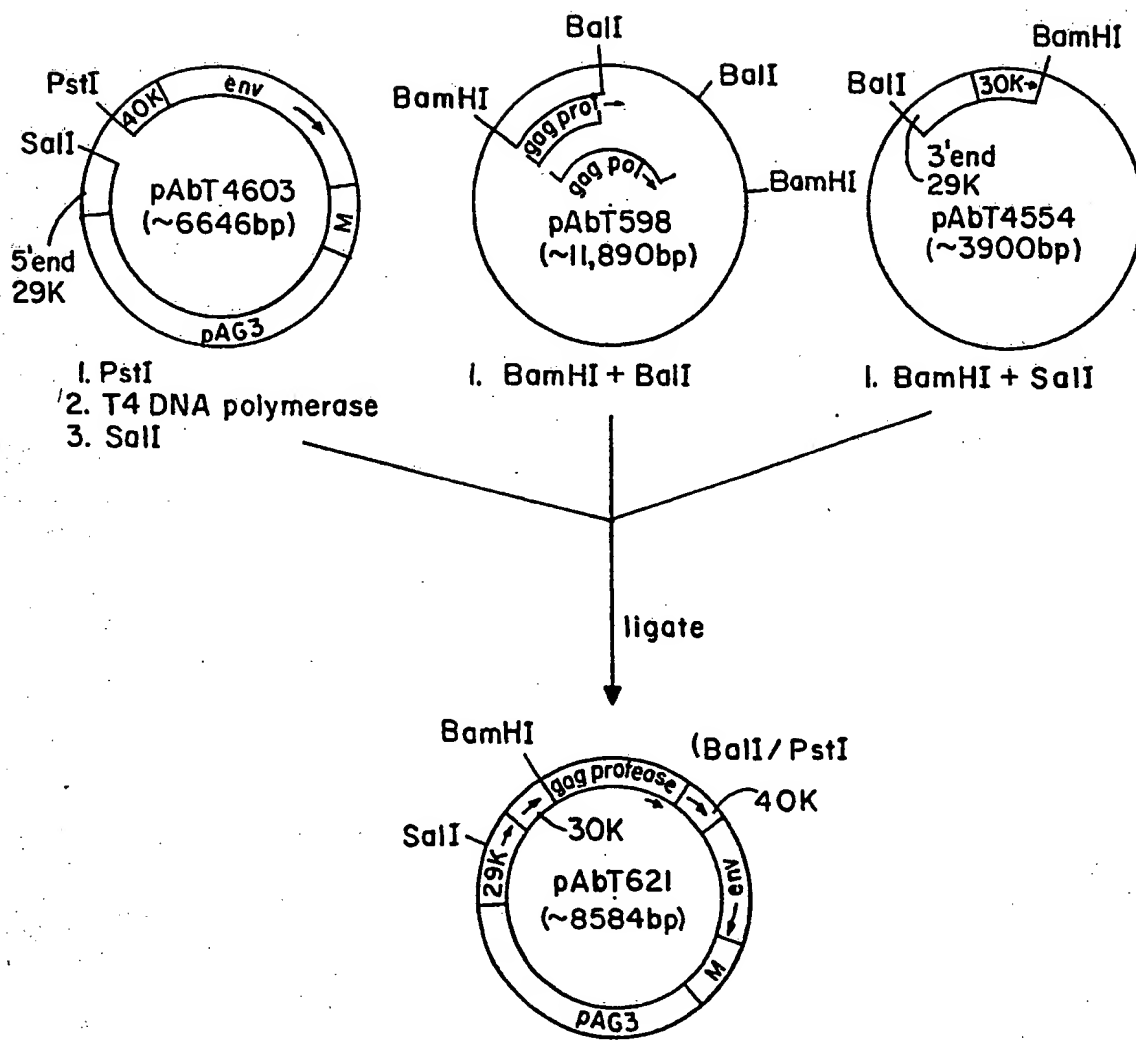 PstI
SalI
40K
env
pAbT4603
(~6646bp)
M
5'end
29K
pAG3
1. PstI
2. T4 DNA polymerase
3. SalI
BalI
BamHI
BalI
gag prot
gag pol
BamHI
pAbT598
(~11,890bp)
1. BamHI + BalI
BamHI
BalI
30K
3'end
29K
pAbT4554
(~3900bp)
1. BamHI + SalI
ligate
BamHI
(BalI/PstI
gag protease
40K
SalI
30K
29K
pAbT621
(~8584bp)
env
M
pAG3